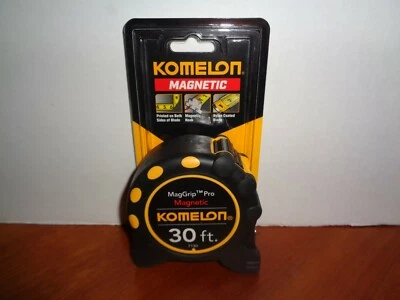 KOMELON®
MAGNETIC
Printed on Both
Sides of Blade
Magnetic
Hook
Nylon Coated
Blade
MagGrip™ Pro
Magnetic
KOMELON®
30 ft.